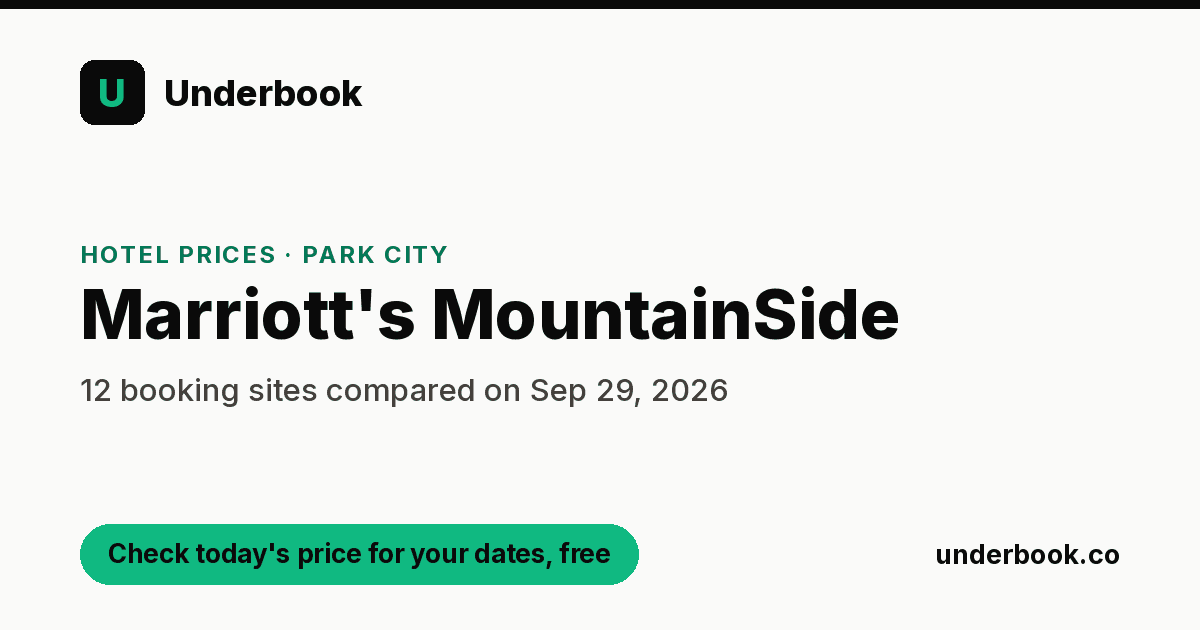 U
Underbook
HOTEL PRICES · PARK CITY
Marriott's MountainSide
12 booking sites compared on Sep 29, 2026
Check today's price for your dates, free
underbook.co